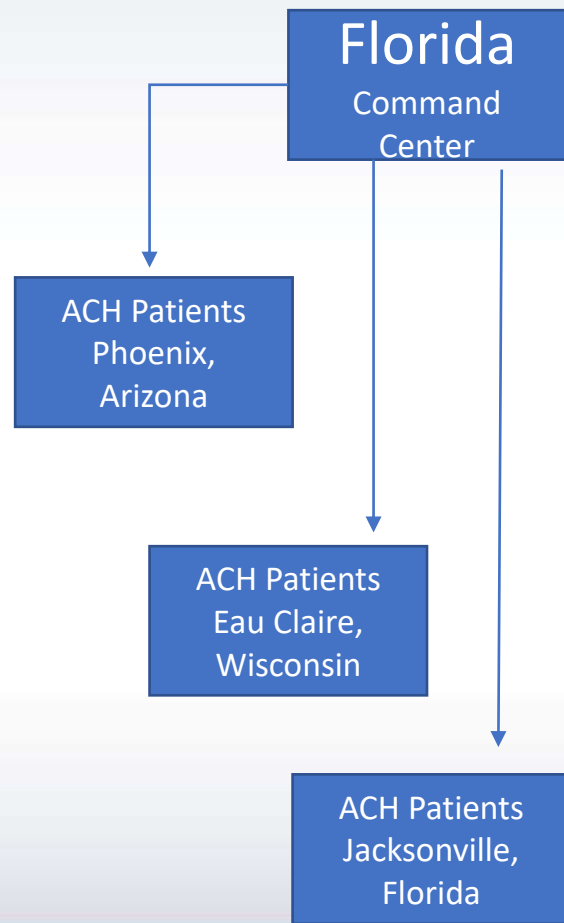 Florida
Command
Center
ACH Patients
Phoenix,
Arizona
ACH Patients
Eau Claire,
Wisconsin
ACH Patients
Jacksonville,
Florida